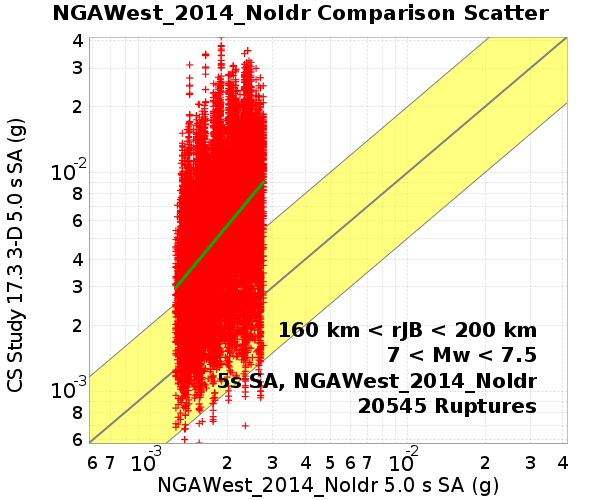 NGAWest_2014_NoIdr Comparison Scatter
CS Study 17.3 3-D 5.0 s SA (g)
4
3
2
10-2
8
6
4
3
2
10-3
8
6
160 km < rJB < 200 km
7 < Mw < 7.5
5s SA, NGAWest_2014_NoIdr
20545 Ruptures
6 7 10-3 2 3 4 5 6 7 10-2 2 3 4
NGAWest_2014_NoIdr 5.0 s SA (g)